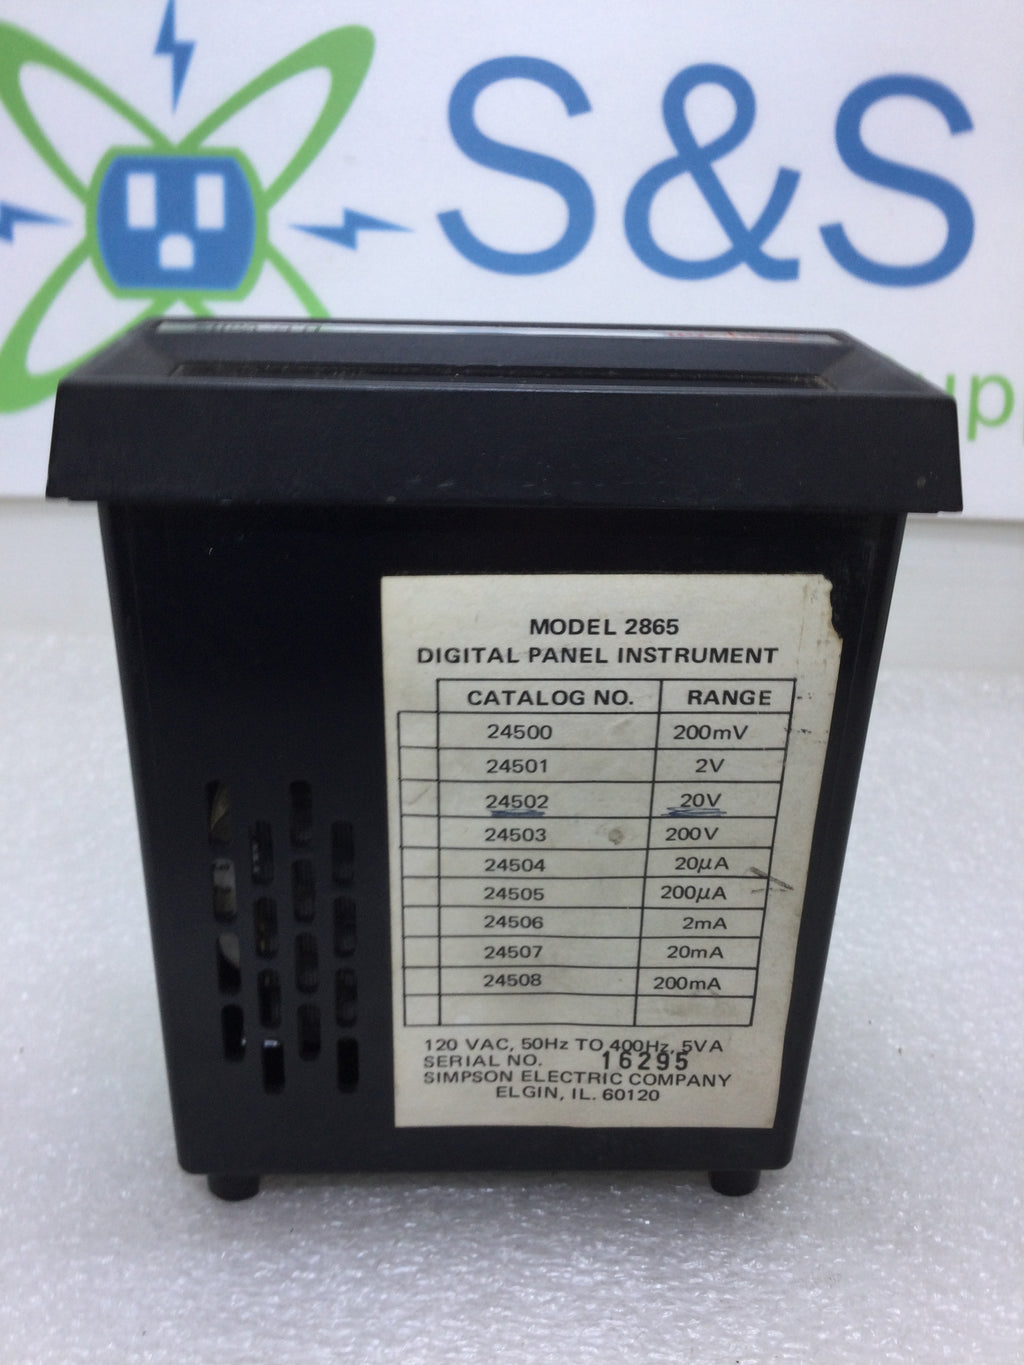 S&S
MODEL 2865
DIGITAL PANEL INSTRUMENT
CATALOG NO. RANGE
24500 200mV
24501 2V
24502 20V
24503 200V
24504 20µA
24505 200µA
24506 2mA
24507 20mA
24508 200mA
120 VAC, 50Hz TO 400Hz, 5VA
SERIAL NO. 16295
SIMPSON ELECTRIC COMPANY
ELGIN, IL. 60120